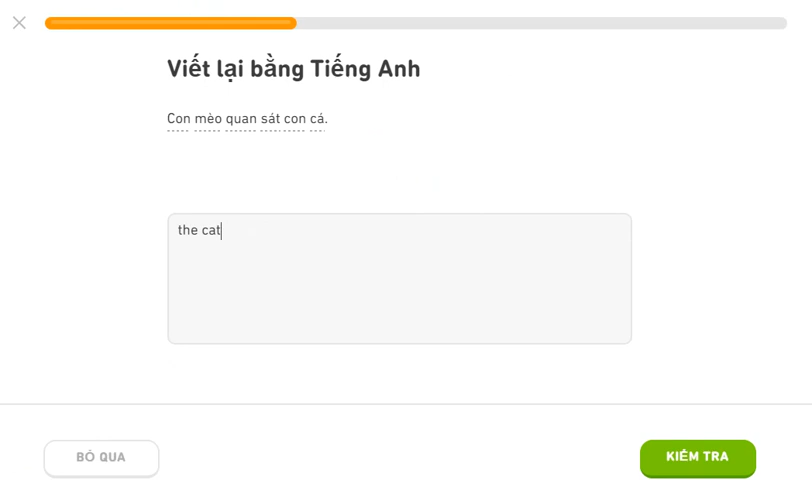 Viết lại bằng Tiếng Anh
Con mèo quan sát con cá.
the cat
BỎ QUA
KIỂM TRA